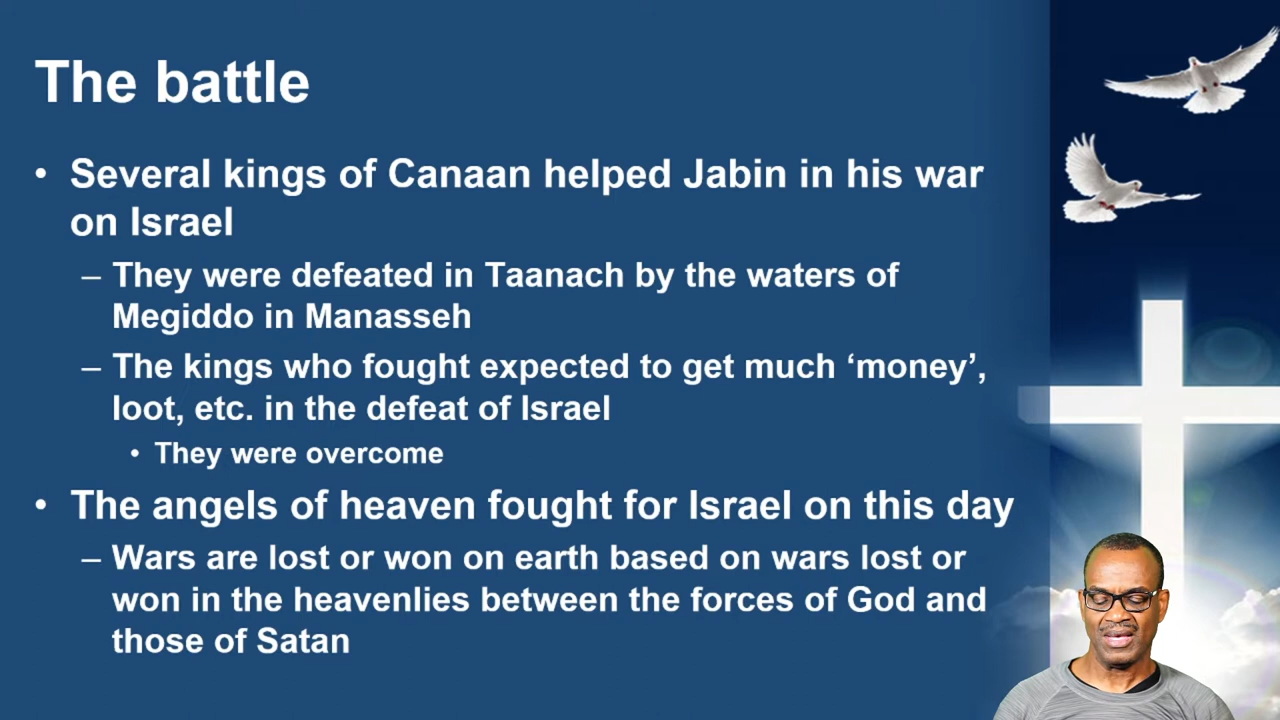 The battle
• Several kings of Canaan helped Jabin in his war
on Israel
– They were defeated in Taanach by the waters of
Megiddo in Manasseh
– The kings who fought expected to get much ‘money’,
loot, etc. in the defeat of Israel
• They were overcome
• The angels of heaven fought for Israel on this day
– Wars are lost or won on earth based on wars lost or
won in the heavenlies between the forces of God and
those of Satan